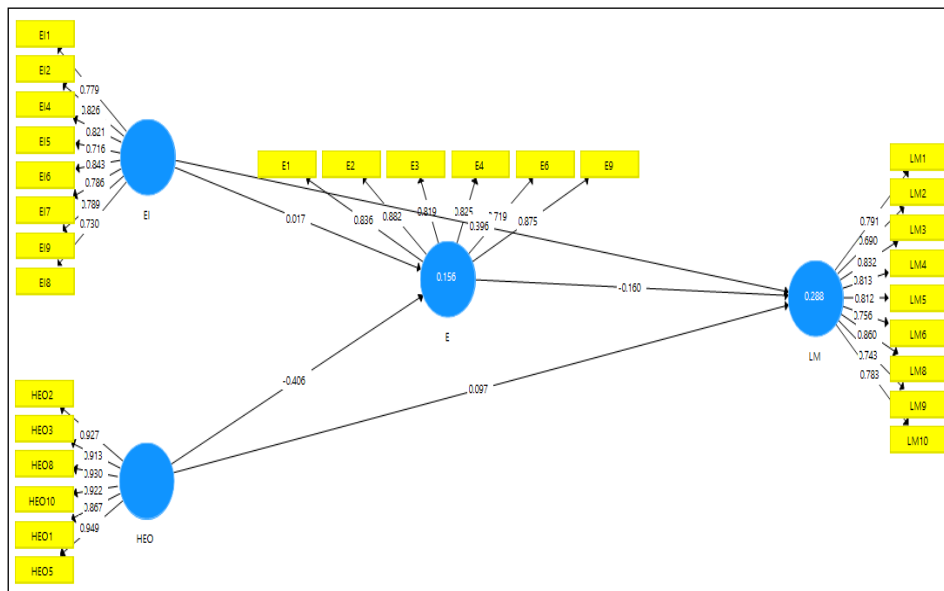 EI1
EI2
EI4
EI5
EI6
EI7
EI9
EI8
0.779
0.826
0.821
0.716
0.843
0.786
0.789
0.730
EI
E1
E2
E3
E4
E6
E9
0.836
0.882
0.819
0.825
0.719
0.875
0.396
0.017
0.156
E
-0.160
-0.406
0.097
HEO2
HEO3
HEO8
HEO10
HEO1
HEO5
0.927
0.913
0.930
0.922
0.867
0.949
HEO
LM1
LM2
LM3
LM4
LM5
LM6
LM8
LM9
LM10
0.791
0.690
0.832
0.813
0.812
0.756
0.860
0.743
0.783
0.288
LM